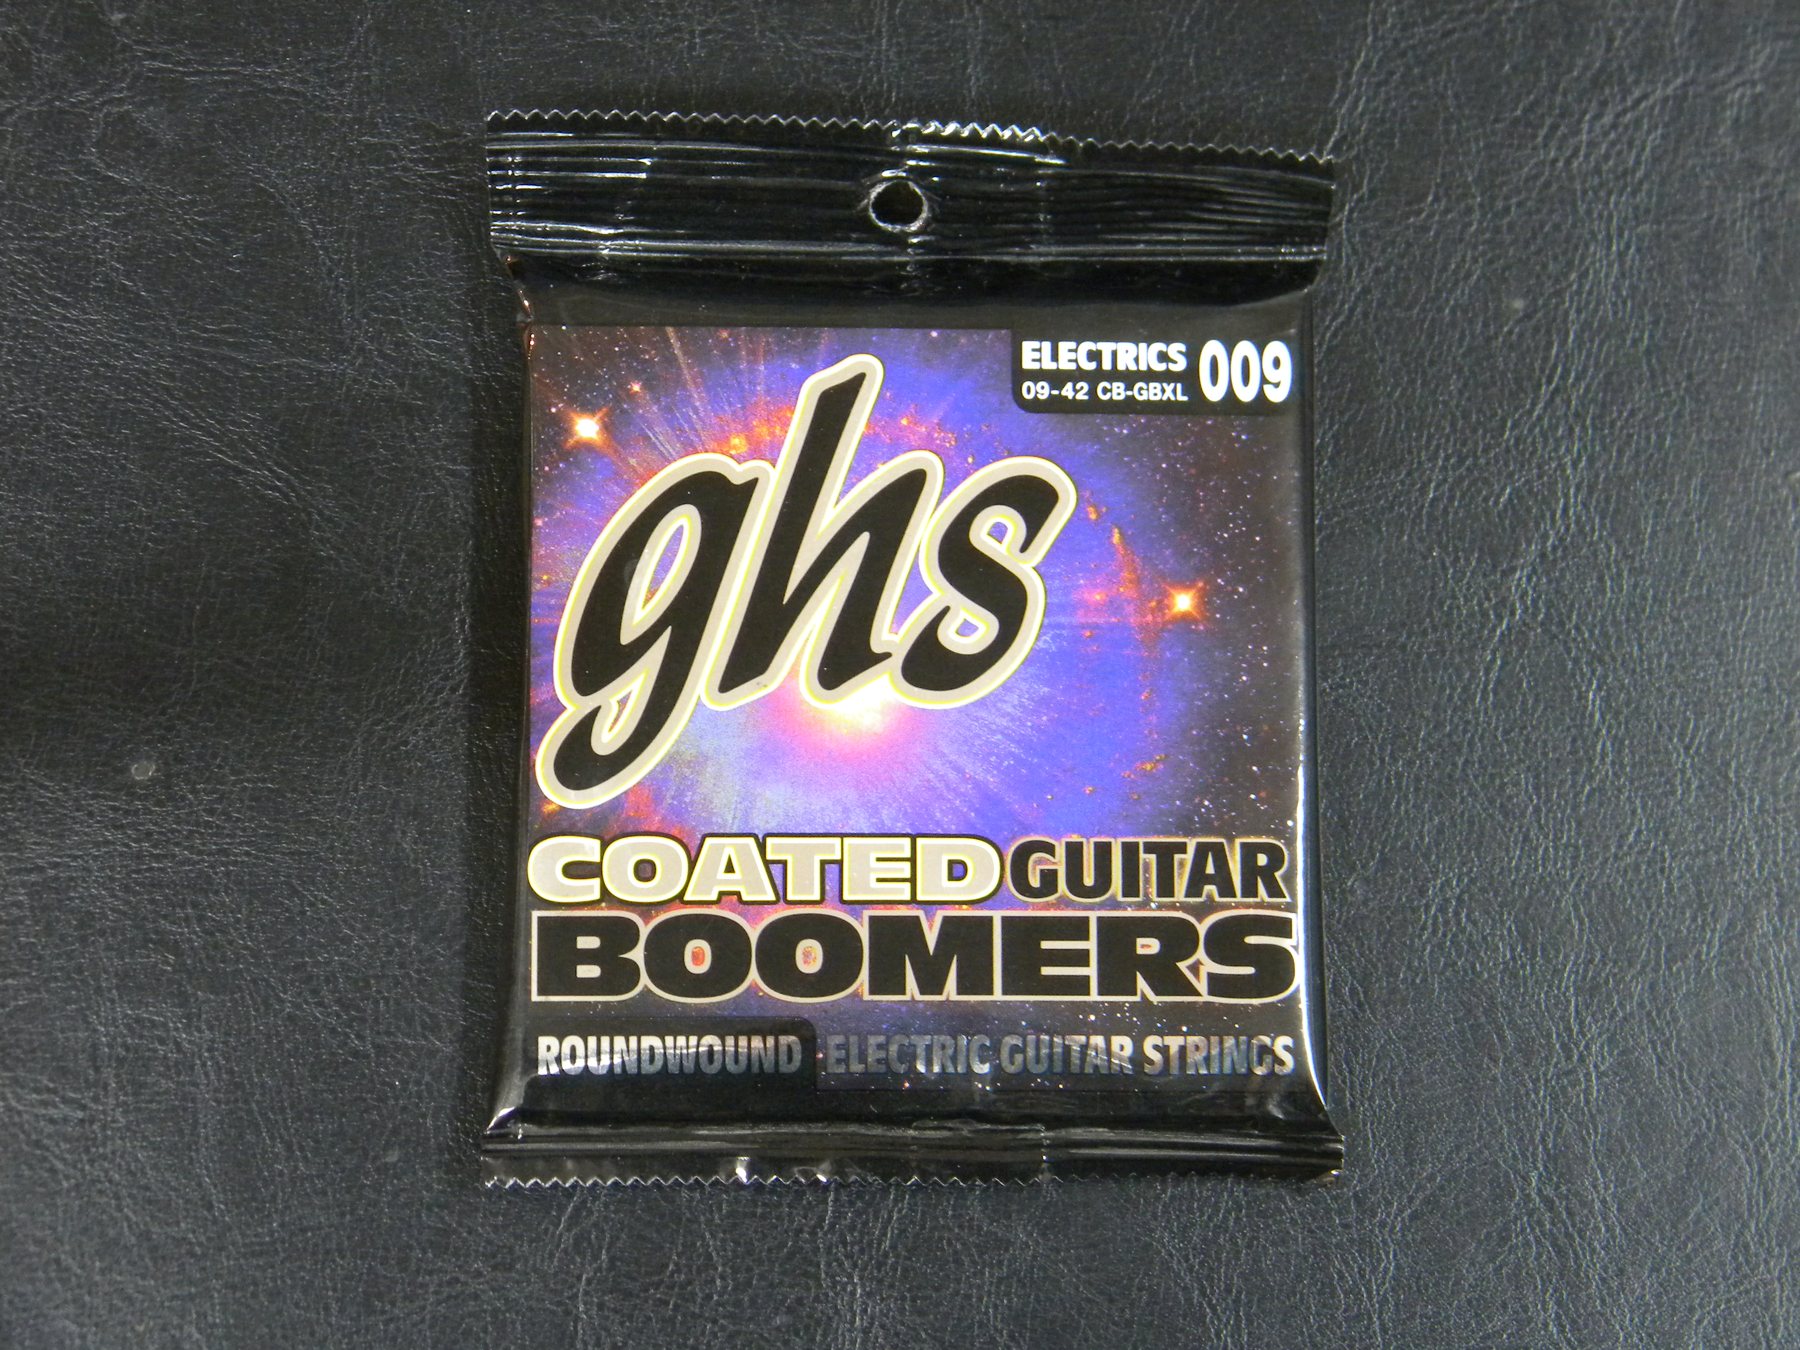 ELECTRICS 009
09-42 CB-GBXL
ghs
COATED GUITAR
BOOMERS
ROUNDWOUND ELECTRIC GUITAR STRINGS